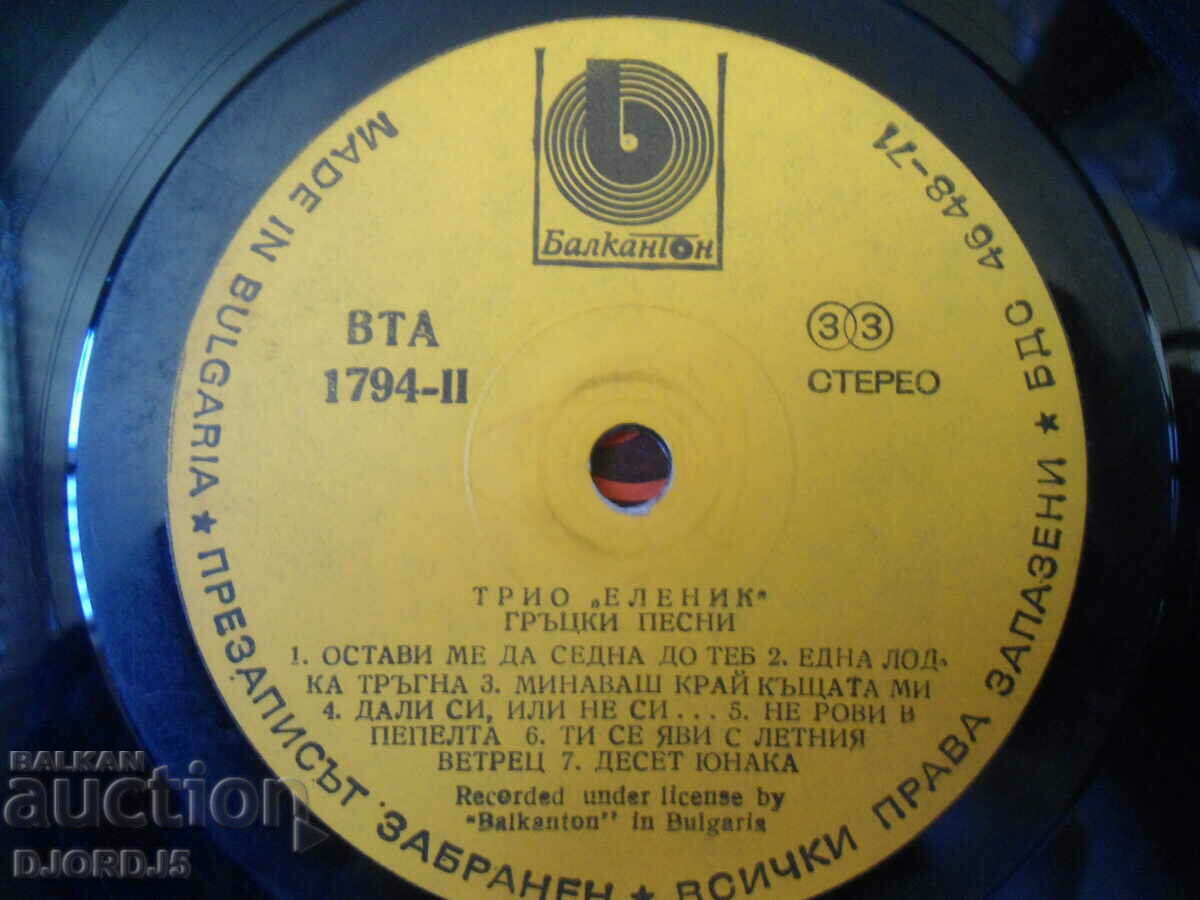 Балкантон
ВТА
1794-II
33
СТЕРЕО
ТРИО „ЕЛЕНИК“
ГРЪЦКИ ПЕСНИ
1. ОСТАВИ МЕ ДА СЕДНА ДО ТЕБ 2. ЕДНА ЛОД-
КА ТРЪГНА 3. МИНАВАШ КРАЙ КЪЩАТА МИ
4. ДАЛИ СИ, ИЛИ НЕ СИ... 5. НЕ РОВИ В
ПЕПЕЛТА 6. ТИ СЕ ЯВИ С ЛЕТНИЯ
ВЕТРЕЦ 7. ДЕСЕТ ЮНАКА
Recorded under license by
"Balkanton" in Bulgaria
MADE IN BULGARIA ★ ПРЕЗАПИСЪТ ЗАБРАНЕН ★ ВСИЧКИ ПРАВА ЗАПАЗЕНИ ★ БДС 4648-71
BALKAN
auction
DJORDJ5